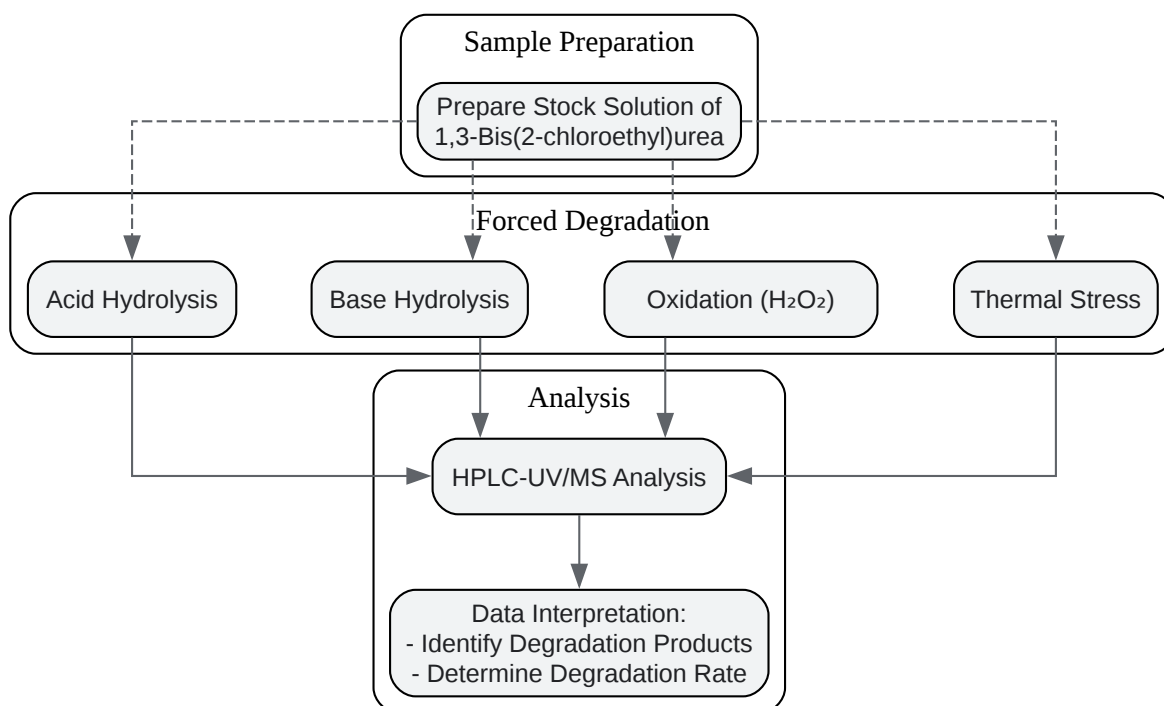 Sample Preparation
Prepare Stock Solution of
1,3-Bis(2-chloroethyl)urea
Forced Degradation
Acid Hydrolysis
Base Hydrolysis
Oxidation (H₂O₂)
Thermal Stress
Analysis
HPLC-UV/MS Analysis
Data Interpretation:
- Identify Degradation Products
- Determine Degradation Rate